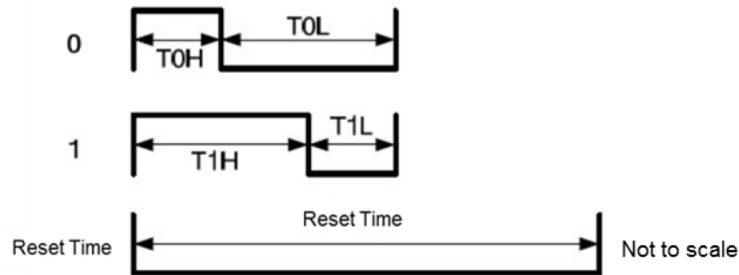 0
T0H
T0L
1
T1H
T1L
Reset Time
Reset Time
Not to scale